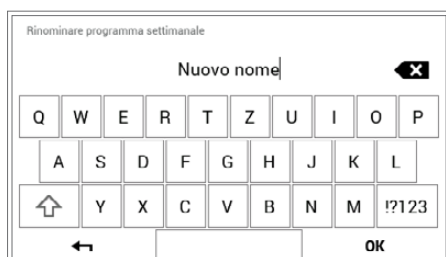 Rinominare programma settimanale
Nuovo nome
Q W E R T Z U I O P
A S D F G H J K L
Y X C V B N M !?123
OK